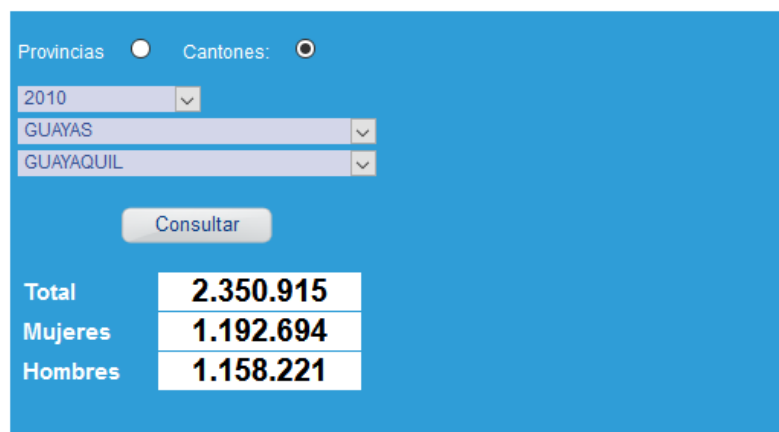 Provincias Cantones:
2010
GUAYAS
GUAYAQUIL
Consultar
Total 2.350.915
Mujeres 1.192.694
Hombres 1.158.221